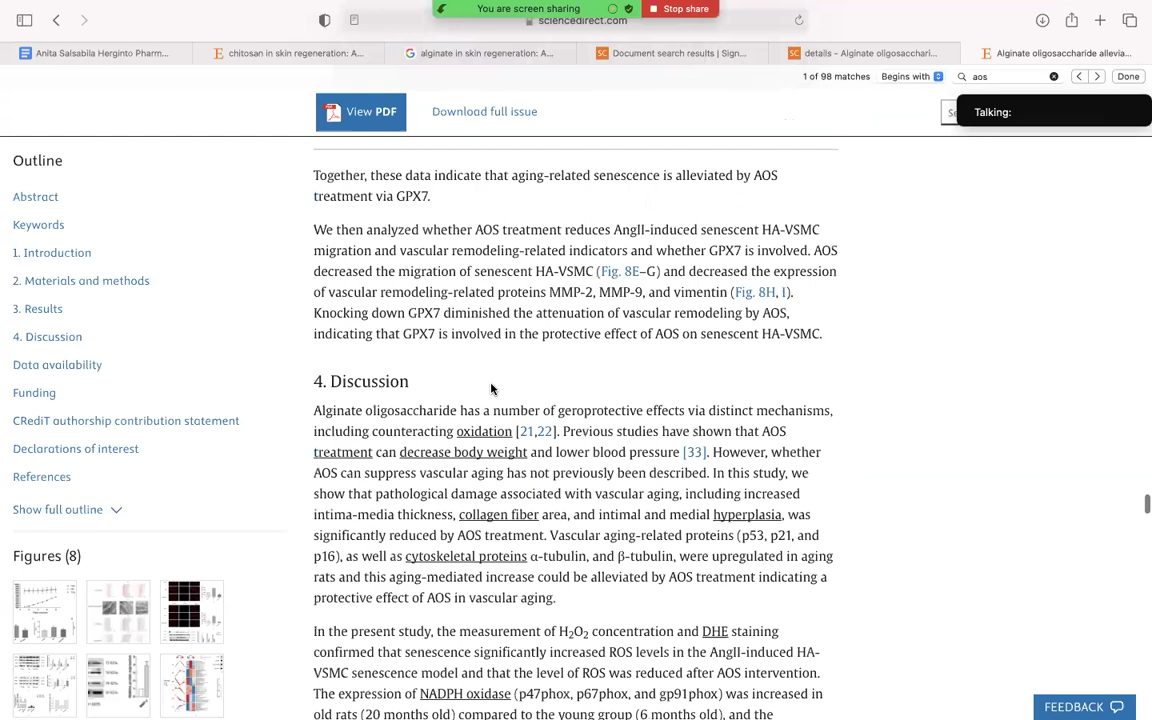 You are screen sharing
Stop share
sciencedirect.com
Anita Salsabila Herginto Pharm...
chitosan in skin regeneration: A...
alginate in skin regeneration: A...
Document search results | Sign...
details - Alginate oligosacchari...
Alginate oligosaccharide allevia...
1 of 98 matches
Begins with
aos
Done
View PDF
Download full issue
Talking:
Outline
Abstract
Keywords
1. Introduction
2. Materials and methods
3. Results
4. Discussion
Data availability
Funding
CRediT authorship contribution statement
Declarations of interest
References
Show full outline
Figures (8)
Together, these data indicate that aging-related senescence is alleviated by AOS
treatment via GPX7.
We then analyzed whether AOS treatment reduces AngII-induced senescent HA-VSMC
migration and vascular remodeling-related indicators and whether GPX7 is involved. AOS
decreased the migration of senescent HA-VSMC (Fig. 8E–G) and decreased the expression
of vascular remodeling-related proteins MMP-2, MMP-9, and vimentin (Fig. 8H, I).
Knocking down GPX7 diminished the attenuation of vascular remodeling by AOS,
indicating that GPX7 is involved in the protective effect of AOS on senescent HA-VSMC.
4. Discussion
Alginate oligosaccharide has a number of geroprotective effects via distinct mechanisms,
including counteracting oxidation [21,22]. Previous studies have shown that AOS
treatment can decrease body weight and lower blood pressure [33]. However, whether
AOS can suppress vascular aging has not previously been described. In this study, we
show that pathological damage associated with vascular aging, including increased
intima-media thickness, collagen fiber area, and intimal and medial hyperplasia, was
significantly reduced by AOS treatment. Vascular aging-related proteins (p53, p21, and
p16), as well as cytoskeletal proteins α-tubulin, and β-tubulin, were upregulated in aging
rats and this aging-mediated increase could be alleviated by AOS treatment indicating a
protective effect of AOS in vascular aging.
In the present study, the measurement of H₂O₂ concentration and DHE staining
confirmed that senescence significantly increased ROS levels in the AngII-induced HA-
VSMC senescence model and that the level of ROS was reduced after AOS intervention.
The expression of NADPH oxidase (p47phox, p67phox, and gp91phox) was increased in
old rats (20 months old) compared to the young group (6 months old), and the
FEEDBACK